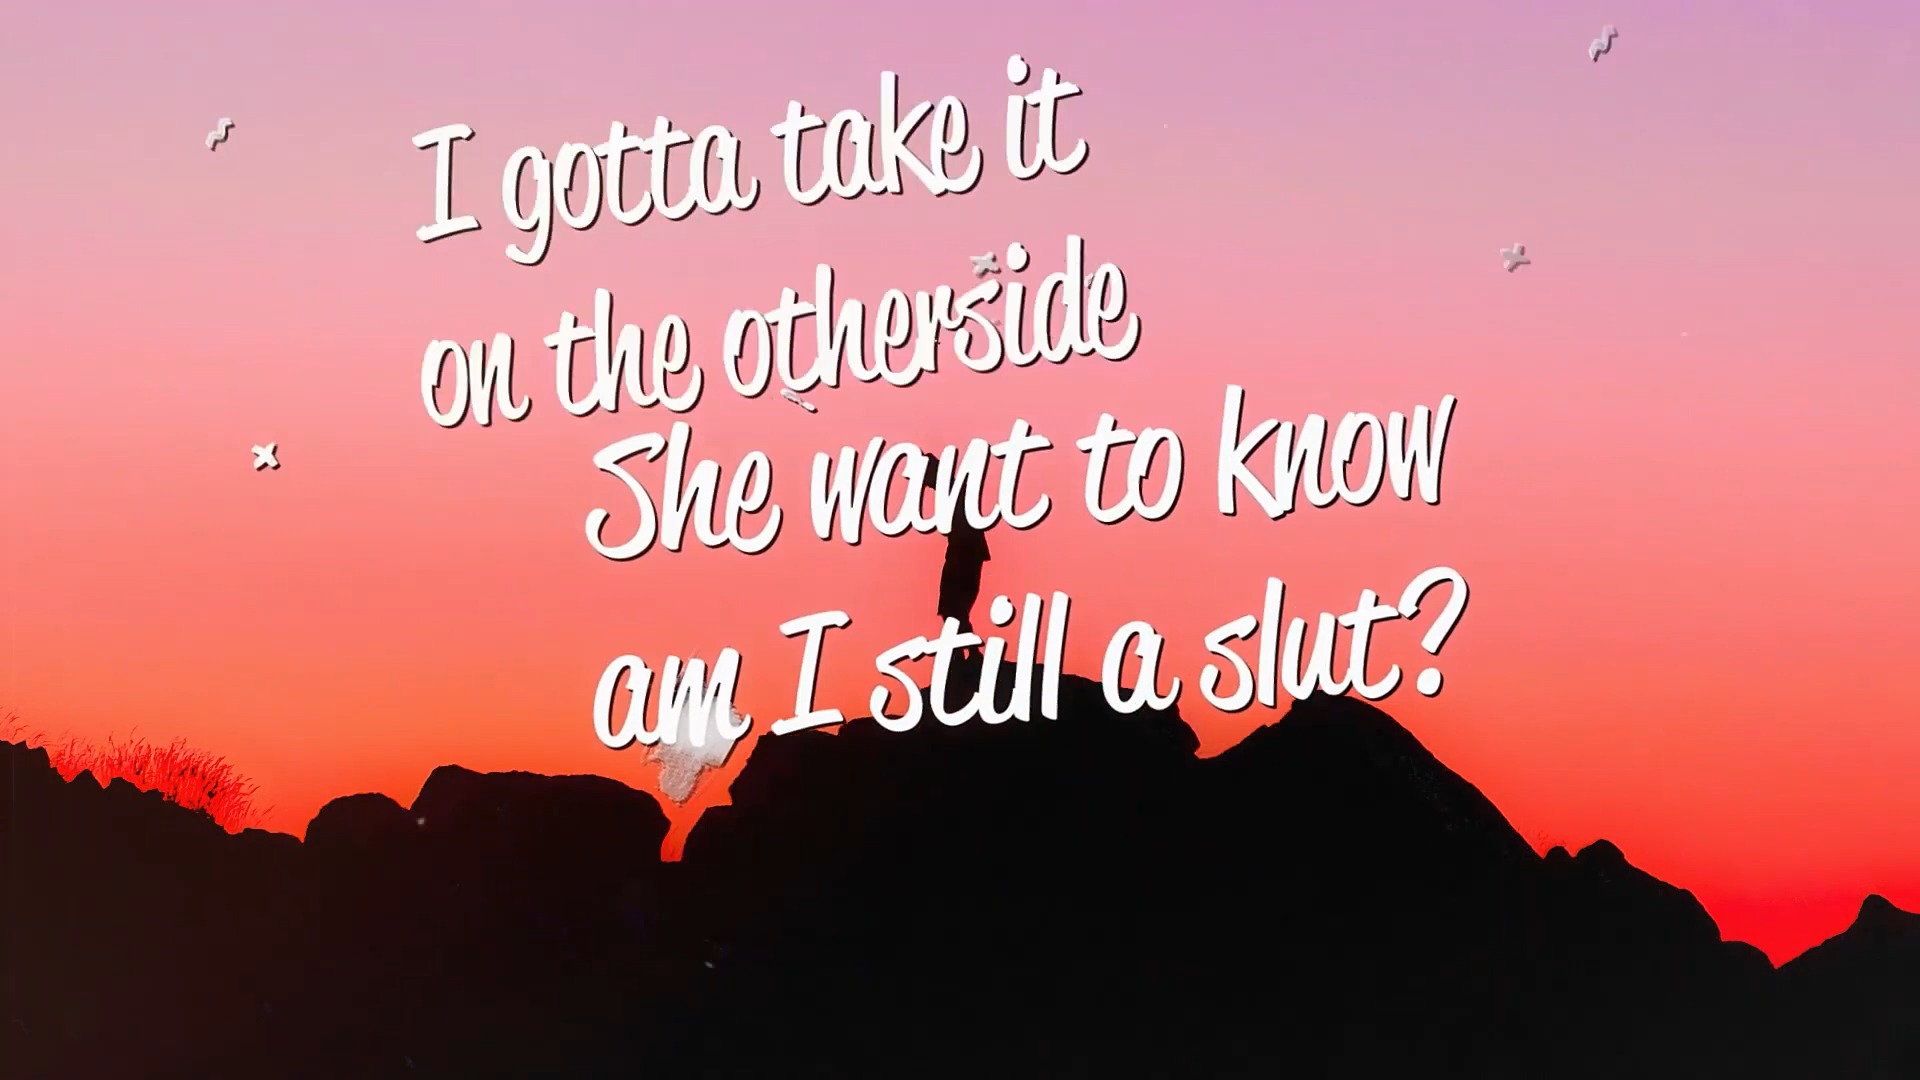 I gotta take it
on the otherside
She want to know
am I still a slut?